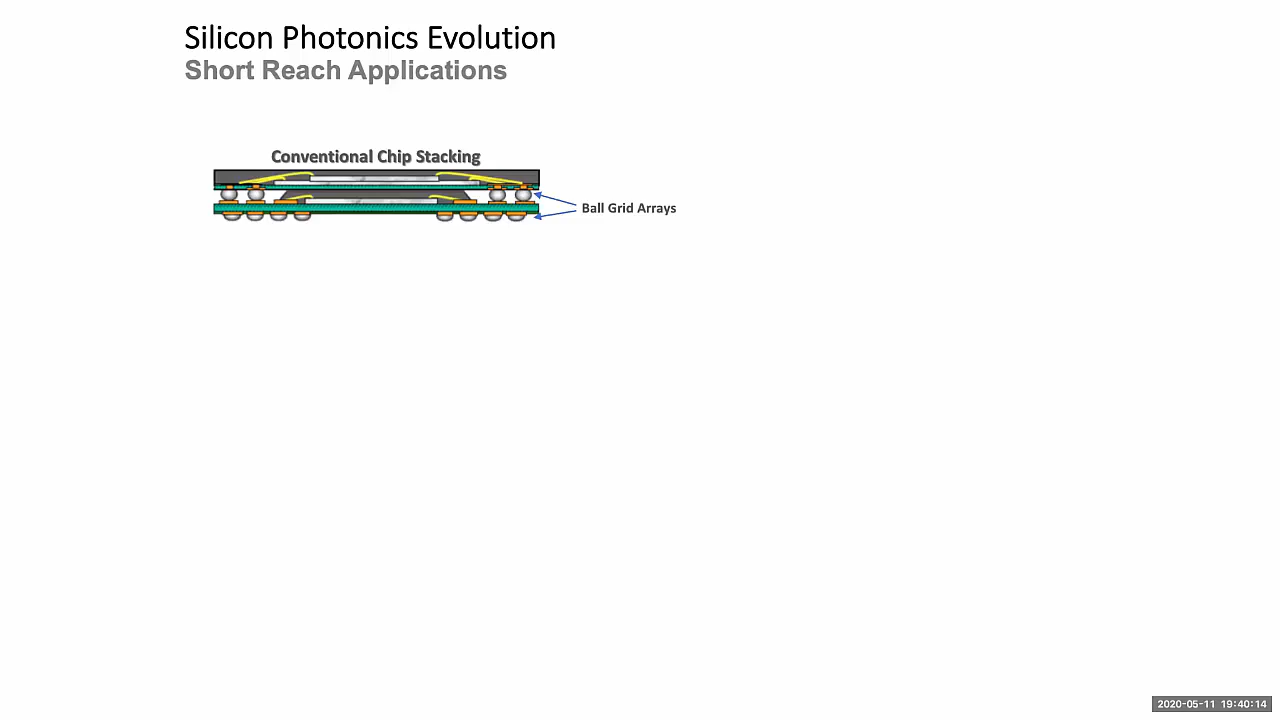 Silicon Photonics Evolution
Short Reach Applications
Conventional Chip Stacking
Ball Grid Arrays
2020-05-11 19:40:14